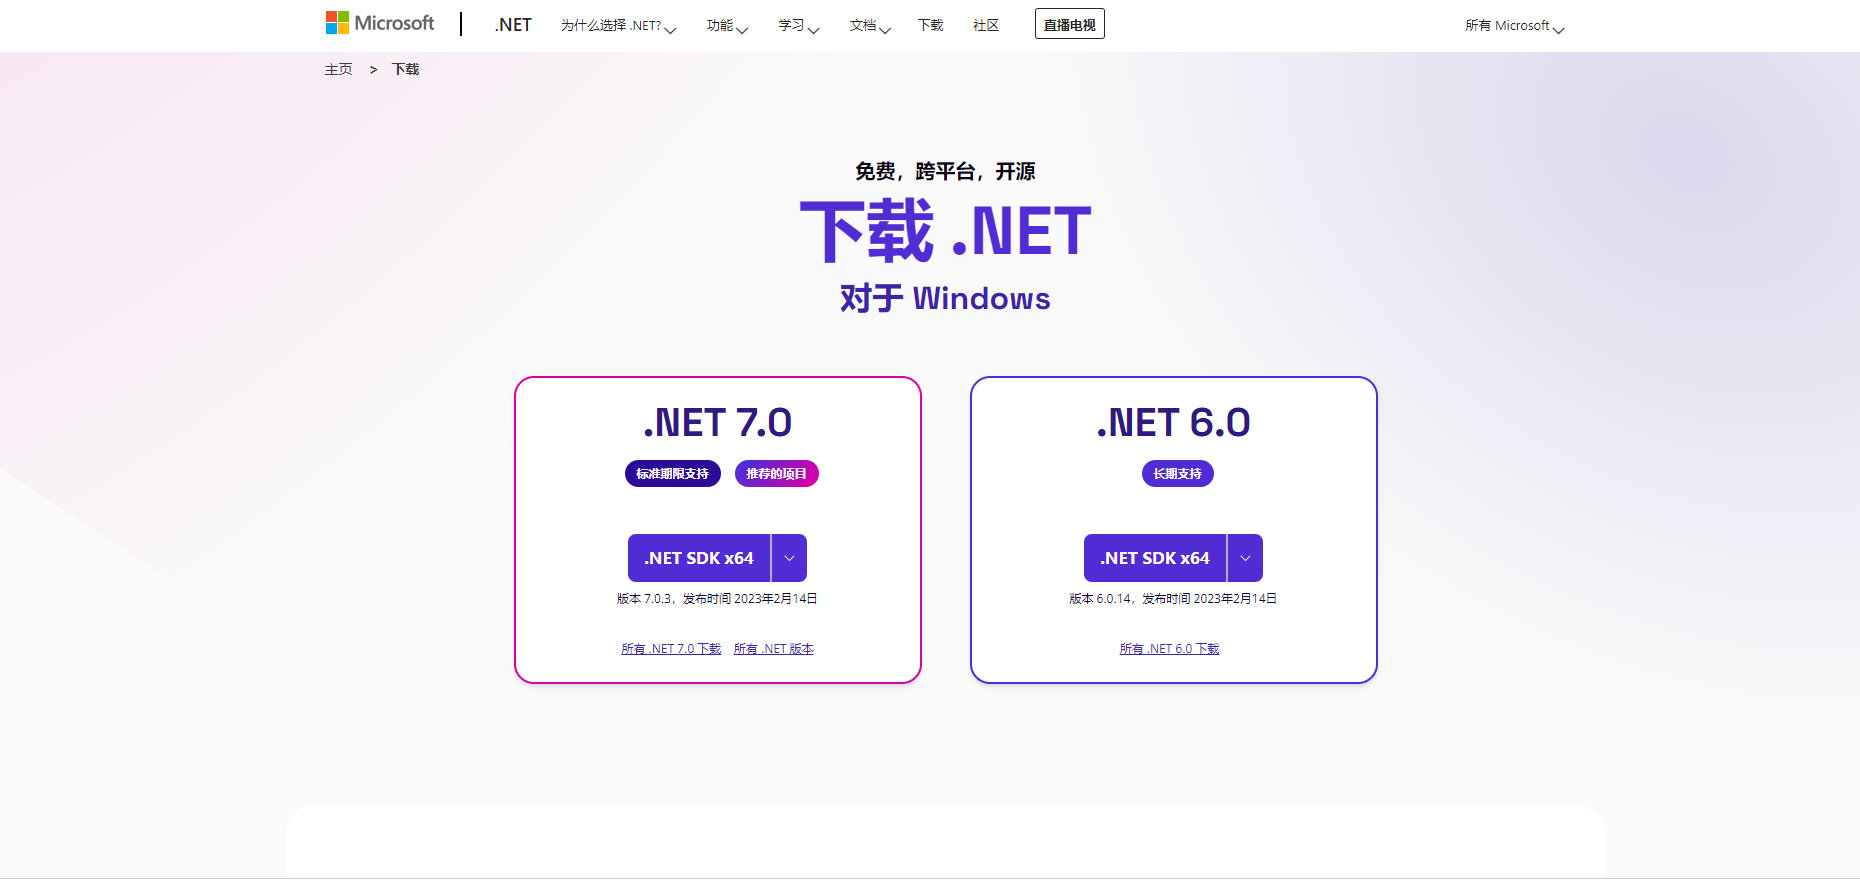 Microsoft .NET 为什么选择 .NET? 功能 学习 文档 下载 社区 直播电视 所有 Microsoft
主页 > 下载
免费，跨平台，开源
下载 .NET
对于 Windows
.NET 7.0
标准期限支持 推荐的项目
.NET SDK x64
版本 7.0.3，发布时间 2023年2月14日
所有 .NET 7.0 下载 所有 .NET 版本
.NET 6.0
长期支持
.NET SDK x64
版本 6.0.14，发布时间 2023年2月14日
所有 .NET 6.0 下载